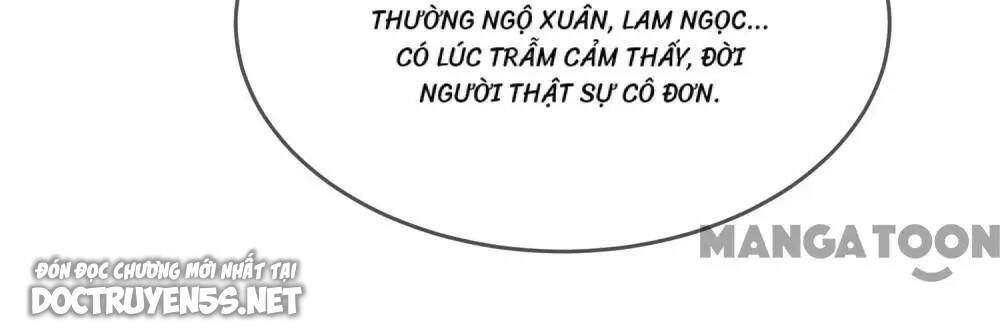 THƯỜNG NGỘ XUÂN, LAM NGỌC...
CÓ LÚC TRẪM CẢM THẤY, ĐỜI
NGƯỜI THẬT SỰ CÔ ĐƠN.
MANGATOON
ĐÓN ĐỌC CHƯƠNG MỚI NHẤT TẠI
DOCTRUYEN5S.NET